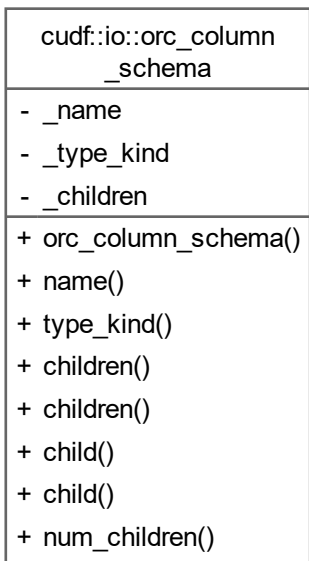 cudf::io::orc_column
_schema
- _name
- _type_kind
- _children
+ orc_column_schema()
+ name()
+ type_kind()
+ children()
+ children()
+ child()
+ child()
+ num_children()